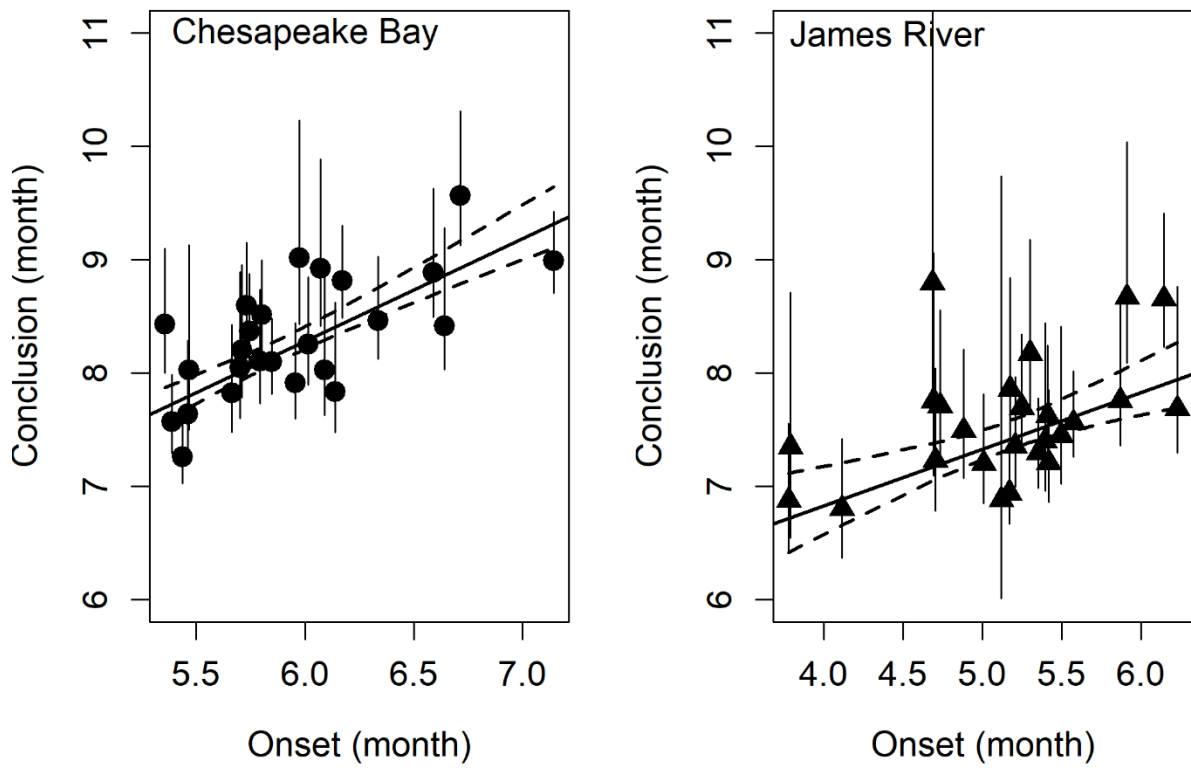 Chesapeake Bay
Conclusion (month)
11
10
9
8
7
6
5.5 6.0 6.5 7.0
Onset (month)
James River
Conclusion (month)
11
10
9
8
7
6
4.0 4.5 5.0 5.5 6.0
Onset (month)